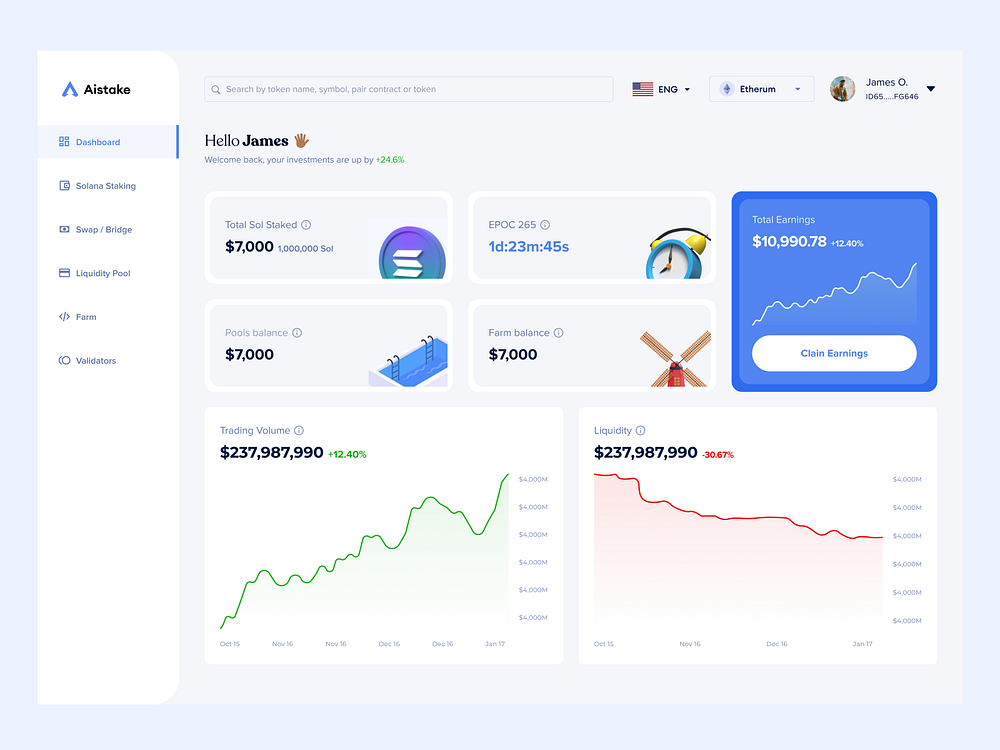 Aistake
Search by token name, symbol, pair contract or token
ENG
Etherum
James O.
ID65.....FG646
Dashboard
Solana Staking
Swap / Bridge
Liquidity Pool
Farm
Validators
Hello James
Welcome back, your investments are up by +24.6%
Total Sol Staked
$7,000 1,000,000 Sol
EPOC 265
1d:23m:45s
Total Earnings
$10,990.78 +12.40%
Clain Earnings
Pools balance
$7,000
Farm balance
$7,000
Trading Volume
$237,987,990 +12.40%
$4,000M
$4,000M
$4,000M
$4,000M
$4,000M
$4,000M
Oct 15 Nov 16 Nov 16 Dec 16 Dec 16 Jan 17
Liquidity
$237,987,990 -30.67%
$4,000M
$4,000M
$4,000M
$4,000M
$4,000M
$4,000M
Oct 15 Nov 16 Dec 16 Jan 17